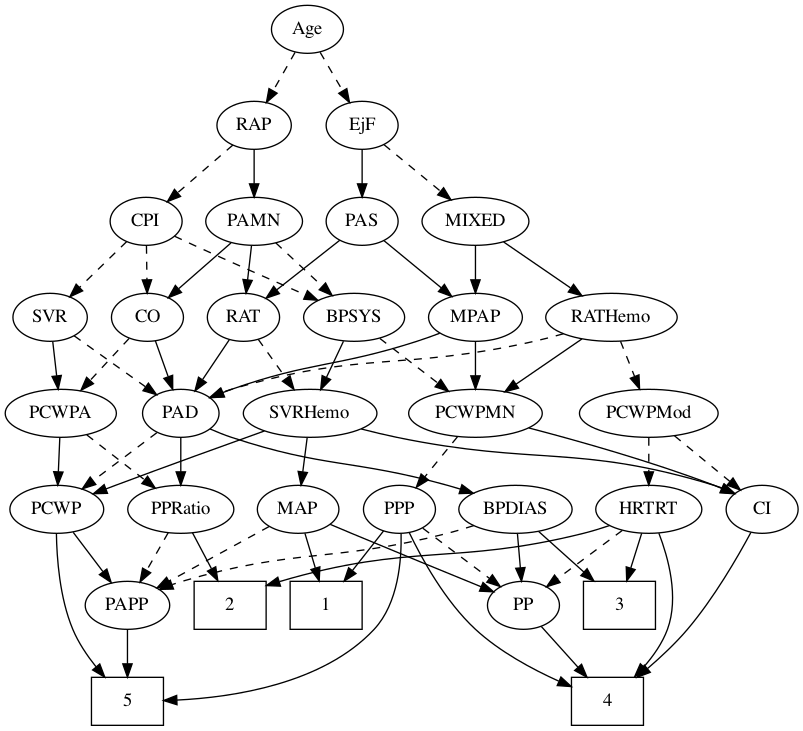 Age
RAP
EjF
CPI
PAMN
PAS
MIXED
SVR
CO
RAT
BPSYS
MPAP
RATHemo
PCWPA
PAD
SVRHemo
PCWPMN
PCWPMod
PCWP
PPRatio
MAP
PPP
BPDIAS
HRTRT
CI
PAPP
2
1
PP
3
5
4